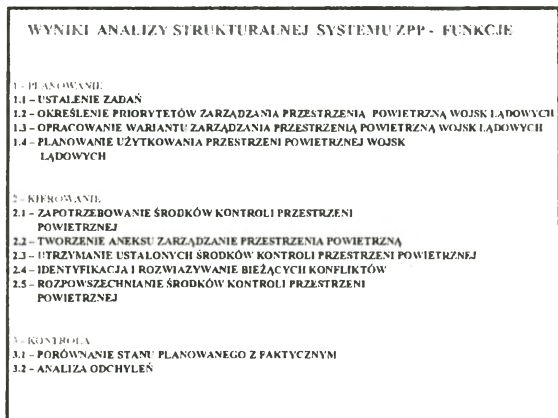 WYNIKI ANALIZY STRUKTURALNEJ SYSTEMU ZPP - FUNKCJE
1 - PLANOWANIE
1.1 – USTALENIE ZADAŃ
1.2 – OKREŚLENIE PRIORYTETÓW ZARZĄDZANIA PRZESTRZENIĄ POWIETRZNĄ WOJSK LĄDOWYCH
1.3 – OPRACOWANIE WARIANTU ZARZĄDZANIA PRZESTRZENIĄ POWIETRZNĄ WOJSK LĄDOWYCH
1.4 – PLANOWANIE UŻYTKOWANIA PRZESTRZENI POWIETRZNEJ WOJSK
LĄDOWYCH
2 - KIEROWANIE
2.1 – ZAPOTRZEBOWANIE ŚRODKÓW KONTROLI PRZESTRZENI
POWIETRZNEJ
2.2 – TWORZENIE ANEKSU ZARZĄDZANIE PRZESTRZENIA POWIETRZNĄ
2.3 – UTRZYMANIE USTALONYCH ŚRODKÓW KONTROLI PRZESTRZENI POWIETRZNEJ
2.4 – IDENTYFIKACJA I ROZWIAZYWANIE BIEŻĄCYCH KONFLIKTÓW
2.5 – ROZPOWSZECHNIANIE ŚRODKÓW KONTROLI PRZESTRZENI
POWIETRZNEJ
3 - KONTROLA
3.1 – PORÓWNANIE STANU PLANOWANEGO Z FAKTYCZNYM
3.2 – ANALIZA ODCHYLEŃ